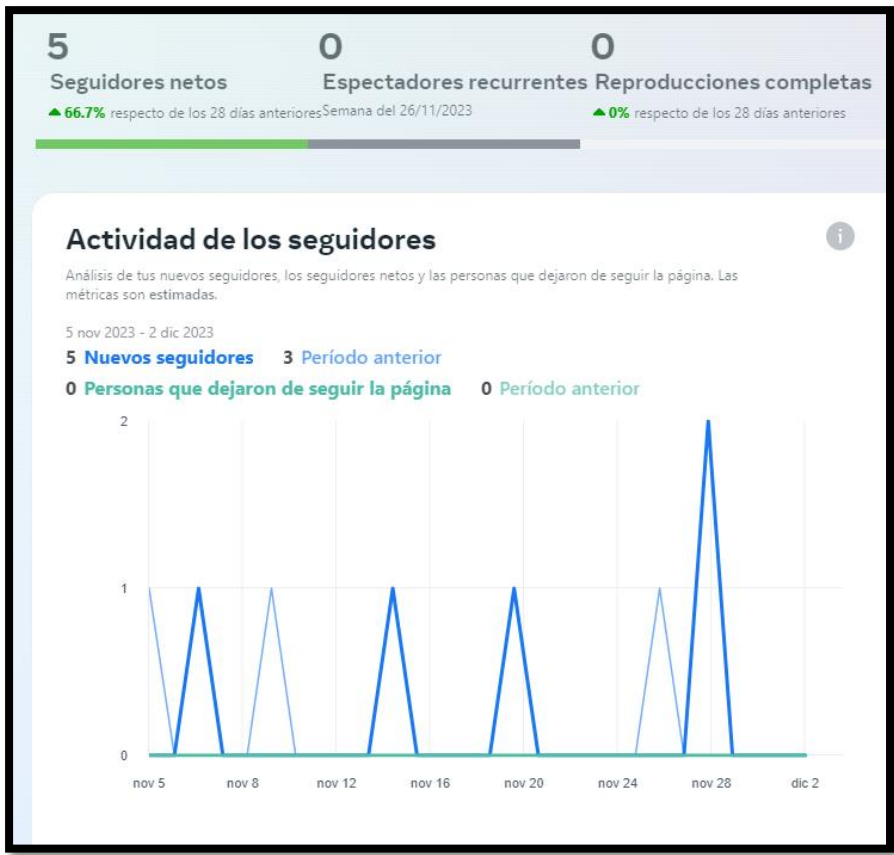 5
Seguidores netos
▲ 66.7% respecto de los 28 días anteriores
0
Espectadores recurrentes
Semana del 26/11/2023
0
Reproducciones completas
▲ 0% respecto de los 28 días anteriores
Actividad de los seguidores
i
Análisis de tus nuevos seguidores, los seguidores netos y las personas que dejaron de seguir la página. Las
métricas son estimadas.
5 nov 2023 - 2 dic 2023
5 Nuevos seguidores 3 Período anterior
0 Personas que dejaron de seguir la página 0 Período anterior
2
1
0
nov 5 nov 8 nov 12 nov 16 nov 20 nov 24 nov 28 dic 2